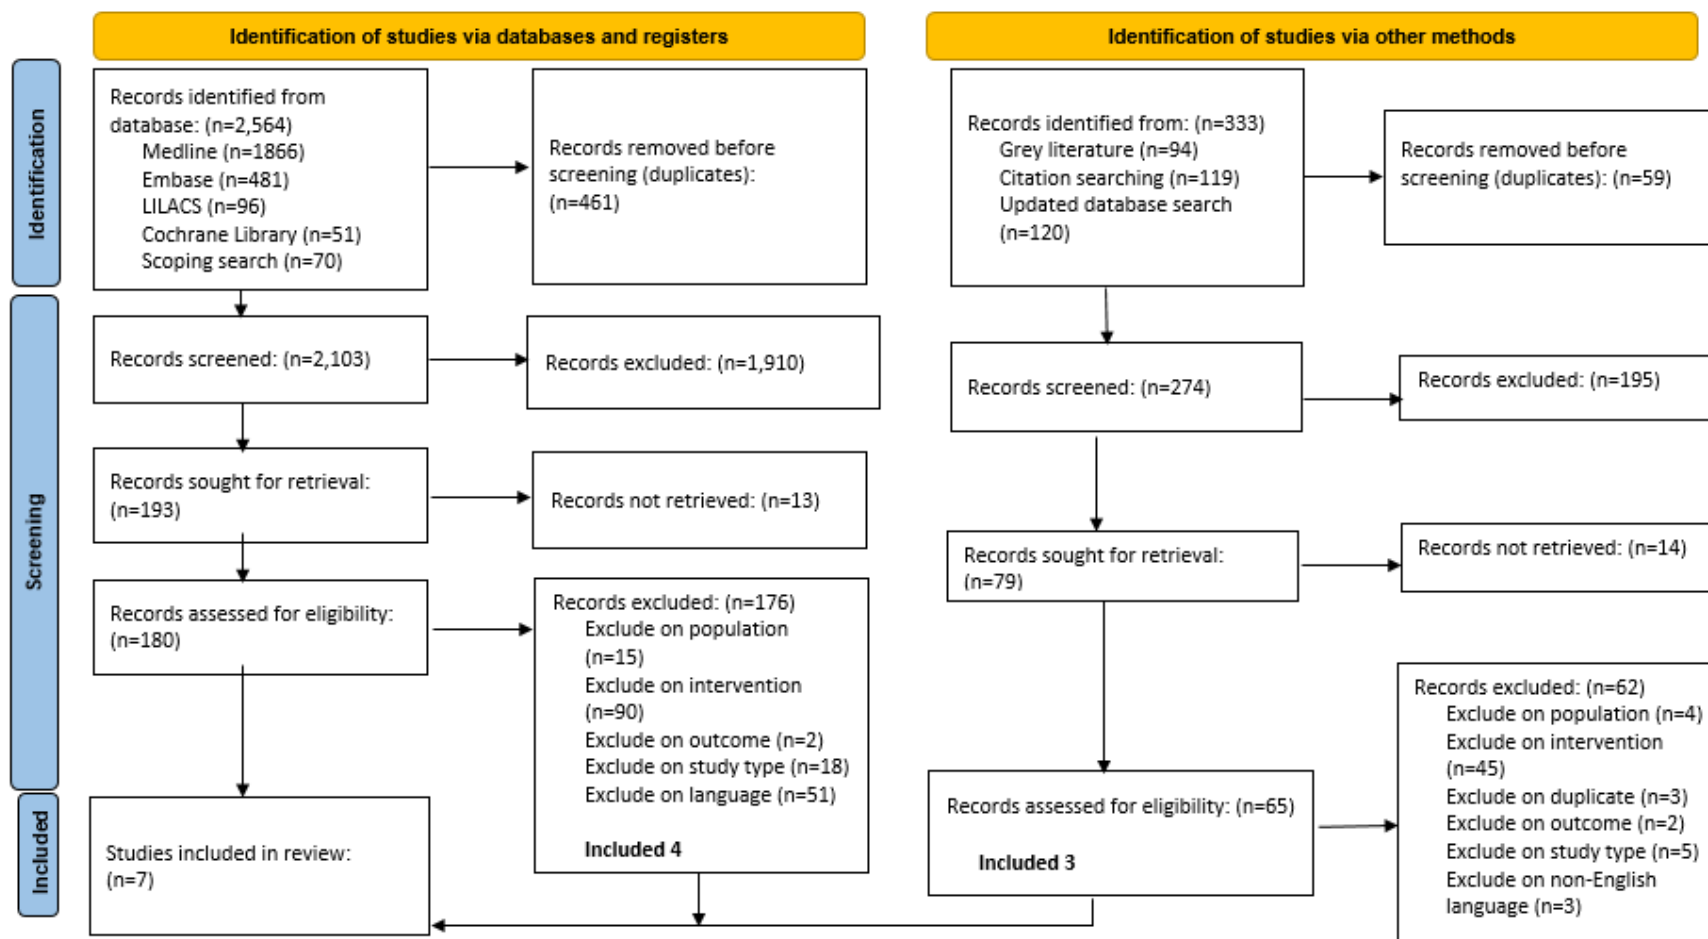 Identification of studies via databases and registers
Identification of studies via other methods
Identification
Records identified from
database: (n=2,564)
Medline (n=1866)
Embase (n=481)
LILACS (n=96)
Cochrane Library (n=51)
Scoping search (n=70)
Records removed before
screening (duplicates):
(n=461)
Records identified from: (n=333)
Grey literature (n=94)
Citation searching (n=119)
Updated database search
(n=120)
Records removed before
screening (duplicates): (n=59)
Screening
Records screened: (n=2,103)
Records excluded: (n=1,910)
Records screened: (n=274)
Records excluded: (n=195)
Records sought for retrieval:
(n=193)
Records not retrieved: (n=13)
Records sought for retrieval:
(n=79)
Records not retrieved: (n=14)
Records assessed for eligibility:
(n=180)
Records excluded: (n=176)
Exclude on population
(n=15)
Exclude on intervention
(n=90)
Exclude on outcome (n=2)
Exclude on study type (n=18)
Exclude on language (n=51)
Included 4
Records assessed for eligibility: (n=65)
Included 3
Records excluded: (n=62)
Exclude on population (n=4)
Exclude on intervention
(n=45)
Exclude on duplicate (n=3)
Exclude on outcome (n=2)
Exclude on study type (n=5)
Exclude on non-English
language (n=3)
Included
Studies included in review:
(n=7)